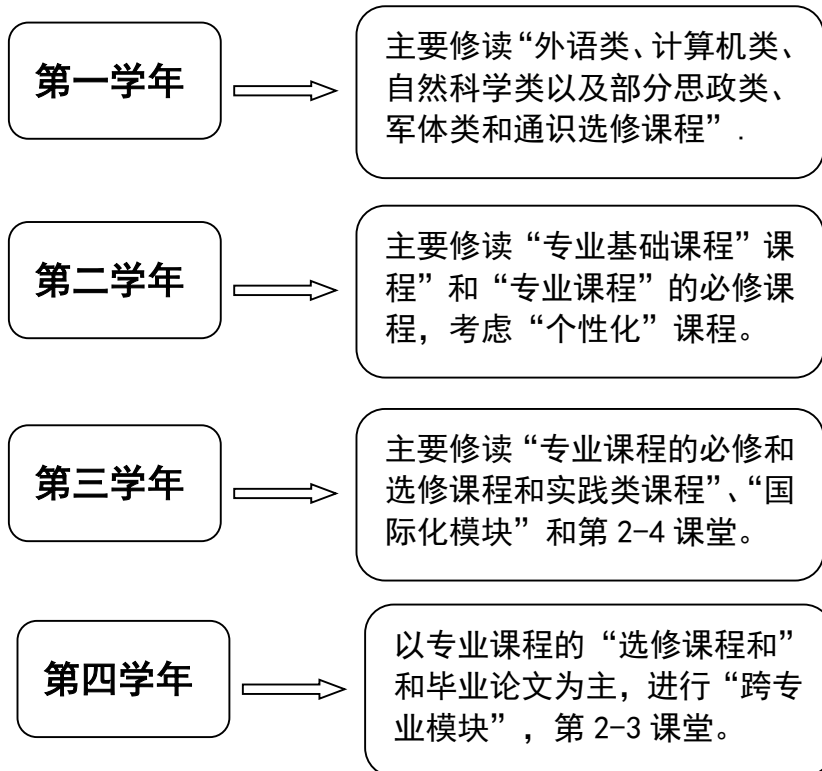 第一学年
主要修读“外语类、计算机类、
自然科学类以及部分思政类、
军体类和通识选修课程”.
第二学年
主要修读“专业基础课程”课
程”和“专业课程”的必修课
程，考虑“个性化”课程。
第三学年
主要修读“专业课程的必修和
选修课程和实践类课程”、“国
际化模块”和第 2-4 课堂。
第四学年
以专业课程的“选修课程和”
和毕业论文为主，进行“跨专
业模块”，第 2-3 课堂。